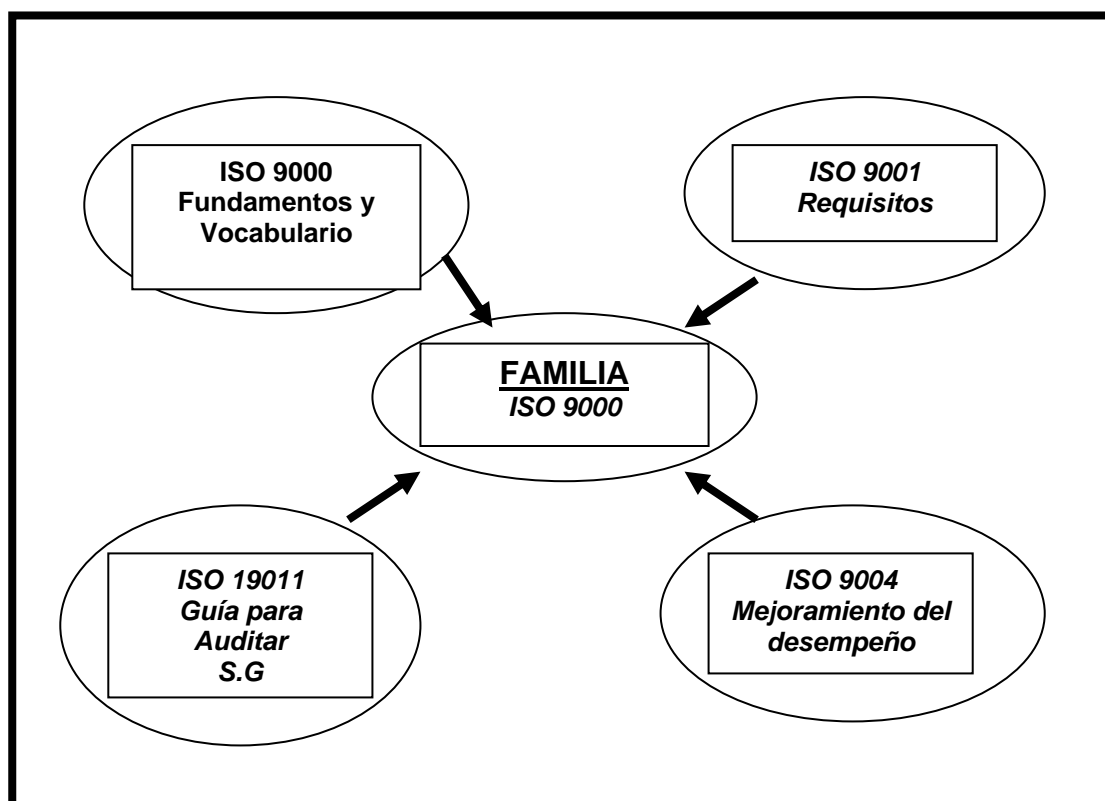 ISO 9000
Fundamentos y
Vocabulario
ISO 9001
Requisitos
FAMILIA
ISO 9000
ISO 19011
Guía para
Auditar
S.G
ISO 9004
Mejoramiento del
desempeño